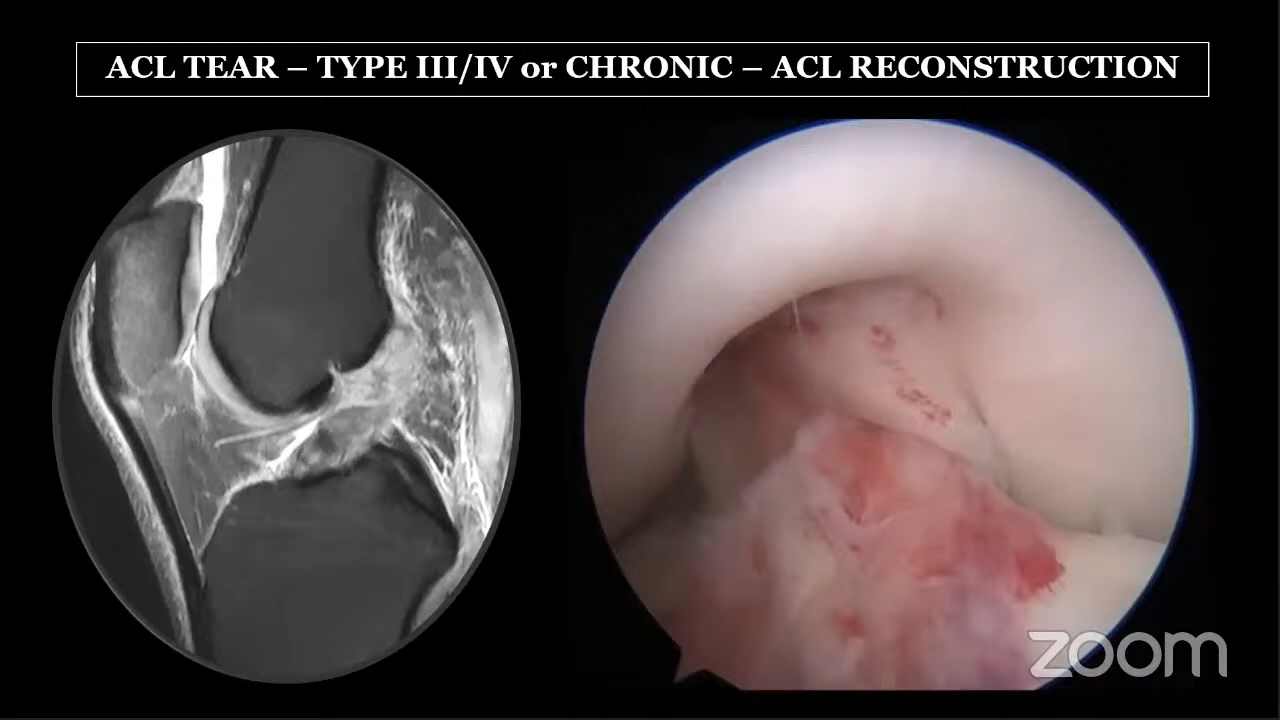 ACL TEAR – TYPE III/IV or CHRONIC – ACL RECONSTRUCTION
zoom